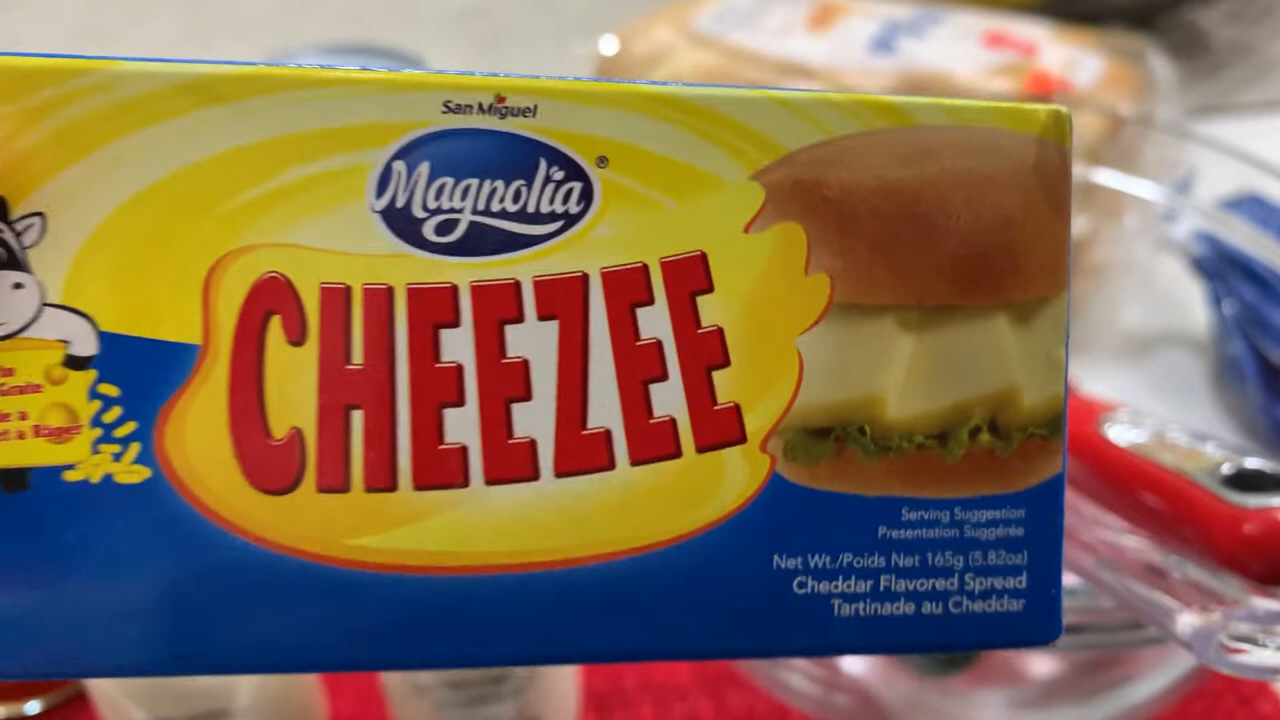 San Miguel
Magnolia ®
CHEEZEE
Serving Suggestion
Presentation Suggérée
Net Wt./Poids Net 165g (5.82oz)
Cheddar Flavored Spread
Tartinade au Cheddar